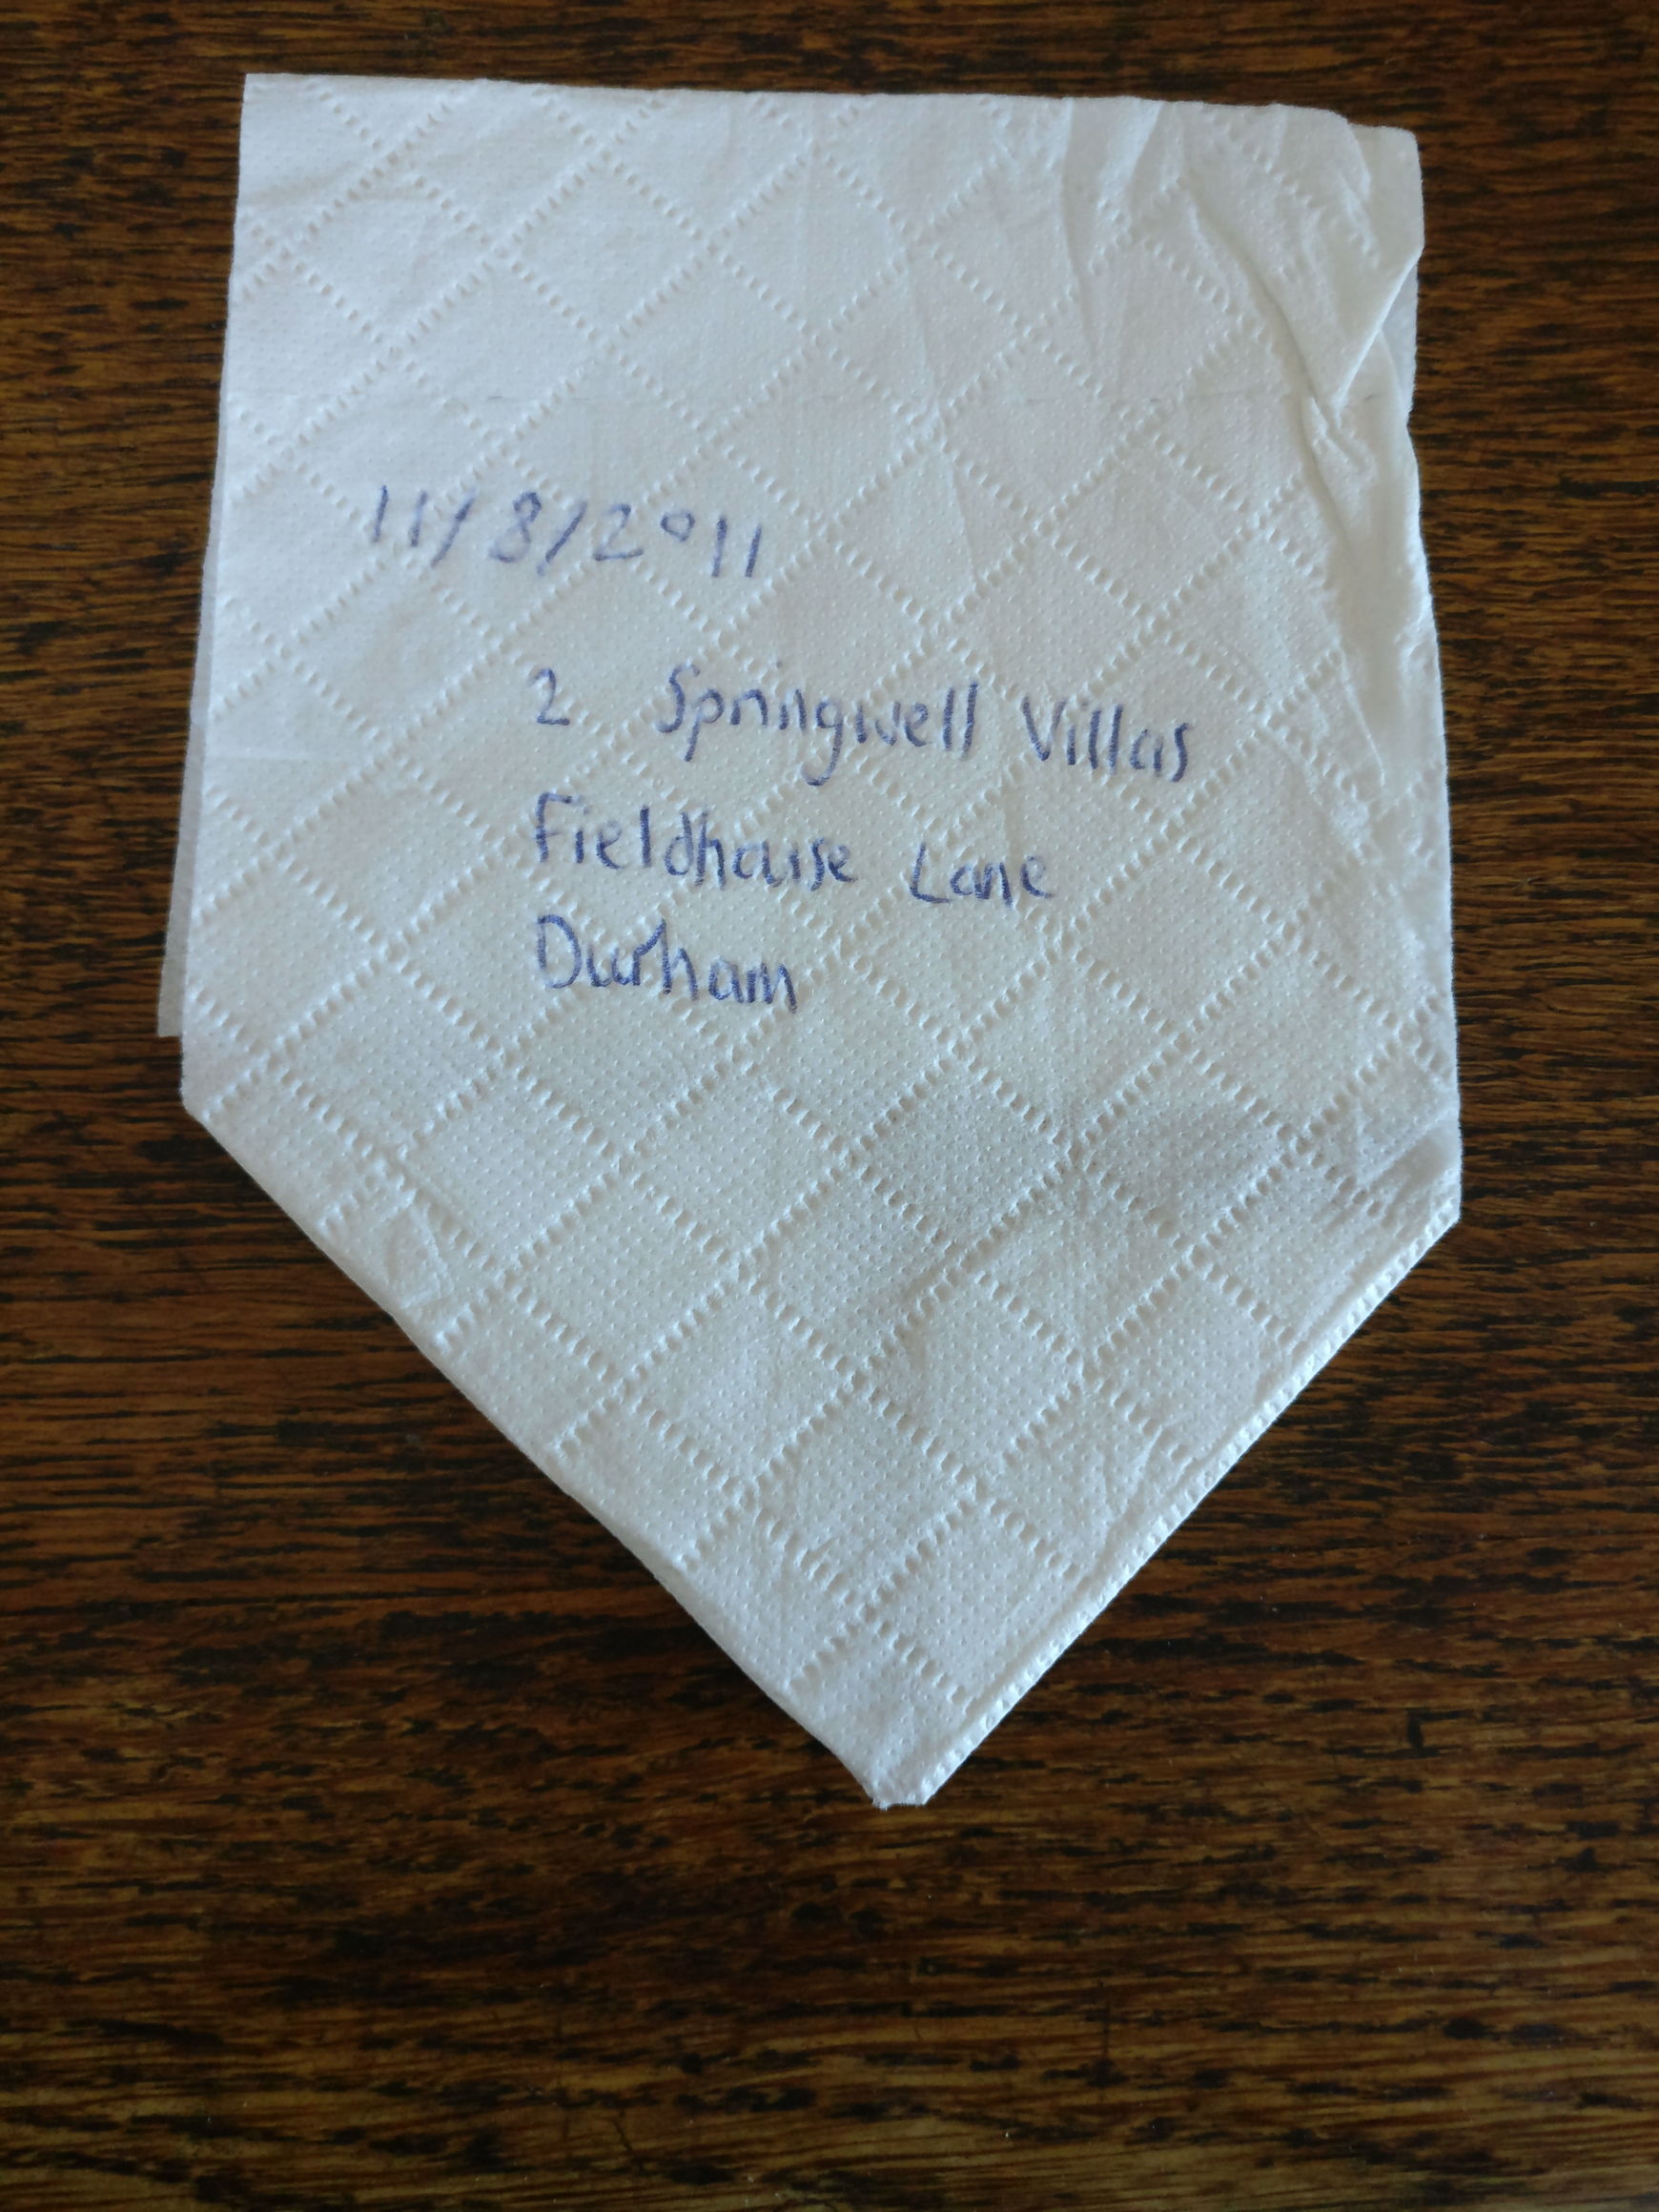 11/8/2011
2 Springwell Villas
Fieldhouse Lane
Durham